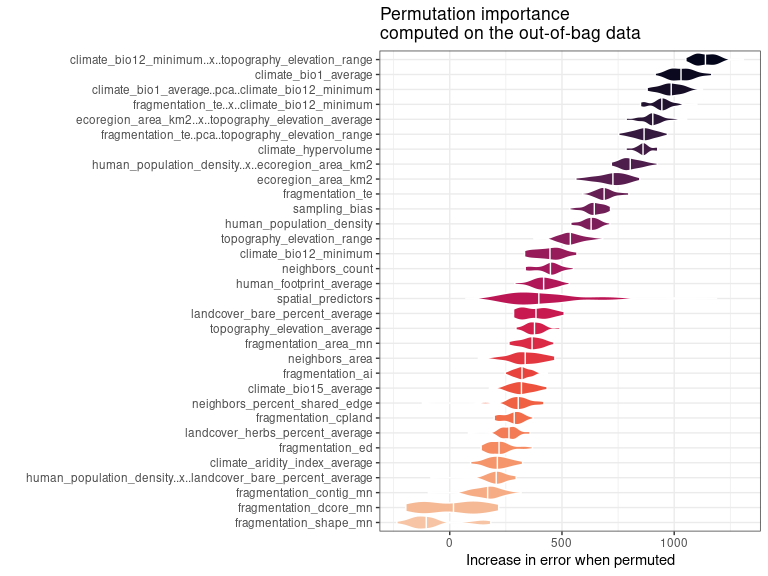 Permutation importance
computed on the out-of-bag data
climate_bio12_minimum..x..topography_elevation_range
climate_bio1_average
climate_bio1_average..pca..climate_bio12_minimum
fragmentation_te..x..climate_bio12_minimum
ecoregion_area_km2..x..topography_elevation_average
fragmentation_te..pca..topography_elevation_range
climate_hypervolume
human_population_density..x..ecoregion_area_km2
ecoregion_area_km2
fragmentation_te
sampling_bias
human_population_density
topography_elevation_range
climate_bio12_minimum
neighbors_count
human_footprint_average
spatial_predictors
landcover_bare_percent_average
topography_elevation_average
fragmentation_area_mn
neighbors_area
fragmentation_ai
climate_bio15_average
neighbors_percent_shared_edge
fragmentation_cpland
landcover_herbs_percent_average
fragmentation_ed
climate_aridity_index_average
human_population_density..x..landcover_bare_percent_average
fragmentation_contig_mn
fragmentation_dcore_mn
fragmentation_shape_mn
0 500 1000
Increase in error when permuted